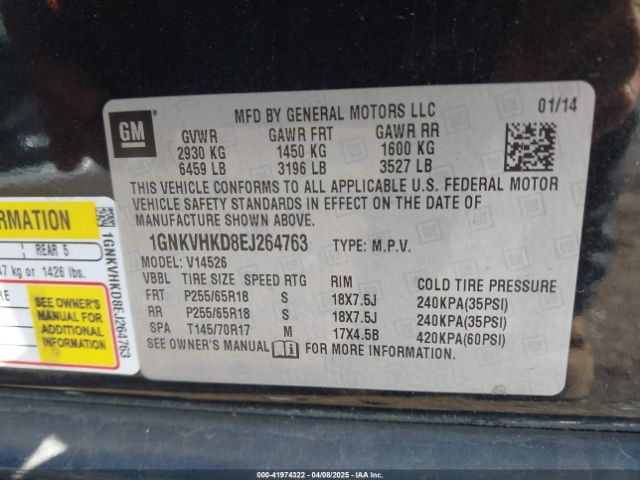 GM
MFD BY GENERAL MOTORS LLC 01/14
GVWR GAWR FRT GAWR RR
2930 KG 1450 KG 1600 KG
6459 LB 3196 LB 3527 LB
THIS VEHICLE CONFORMS TO ALL APPLICABLE U.S. FEDERAL MOTOR
VEHICLE SAFETY STANDARDS IN EFFECT ON THE DATE OF
MANUFACTURE SHOWN ABOVE.
1GNKVHKD8EJ264763 TYPE: M.P.V.
MODEL: V14526
VBBL TIRE SIZE SPEED RTG RIM COLD TIRE PRESSURE
FRT P255/65R18 S 18X7.5J 240KPA(35PSI)
RR P255/65R18 S 18X7.5J 240KPA(35PSI)
SPA T145/70R17 M 17X4.5B 420KPA(60PSI)
SEE OWNER'S MANUAL FOR MORE INFORMATION.
REAR 5
kg or 1426 lbs.
SEE OWNER'S
MANUAL FOR
ADDITIONAL
INFORMATION
1GNKVHKD8EJ264763
00-41974322 - 04/08/2025 - IAA Inc.